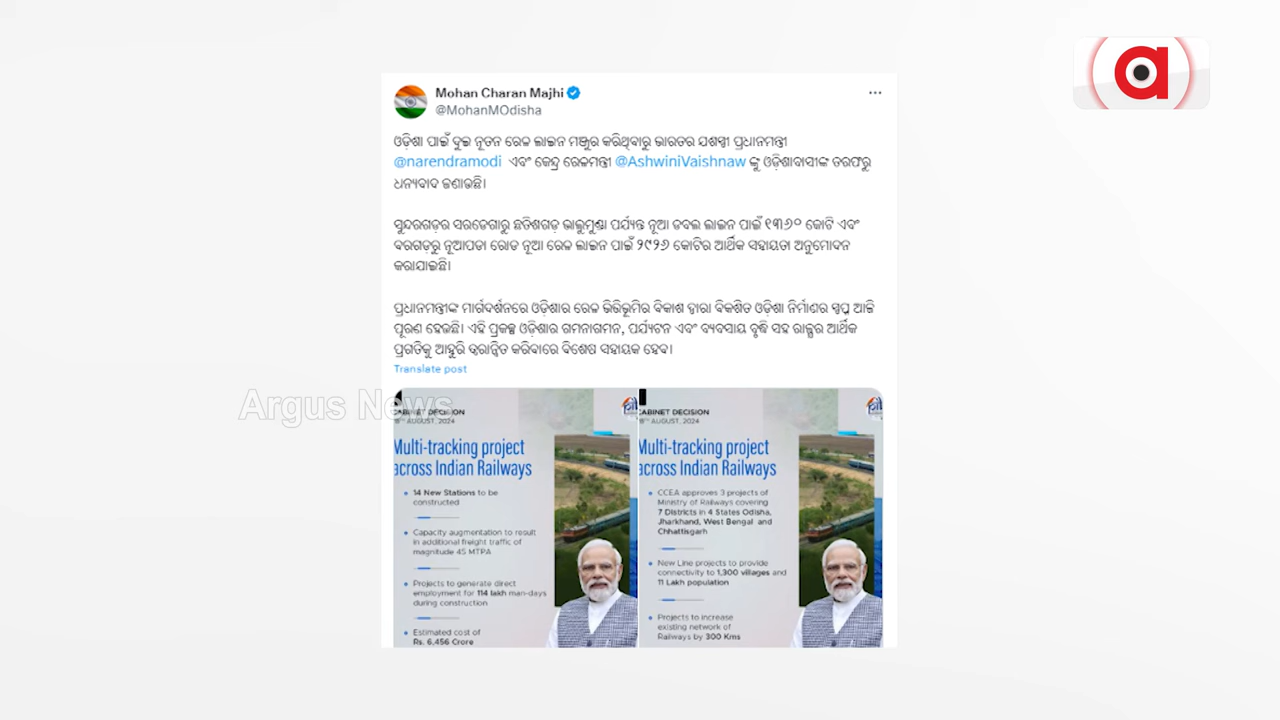 Mohan Charan Majhi
@MohanMOdisha
ଓଡ଼ିଶା ପାଇଁ ଦୁଇ ନୂତନ ରେଳ ଲାଇନ ମଞ୍ଜୁର କରିଥିବାରୁ ଭାରତର ଯଶସ୍ୱୀ ପ୍ରଧାନମନ୍ତ୍ରୀ
@narendramodi ଏବଂ କେନ୍ଦ୍ର ରେଳମନ୍ତ୍ରୀ @AshwiniVaishnaw ଙ୍କୁ ଓଡ଼ିଶାବାସୀଙ୍କ ତରଫରୁ
ଧନ୍ୟବାଦ ଜଣାଉଛି।
ସୁନ୍ଦରଗଡ଼ର ସରଡେଗାରୁ ଛତିଶଗଡ଼ ଭାଲୁମୁଣ୍ଡା ପର୍ଯ୍ୟନ୍ତ ନୂଆ ଡବଲ ଲାଇନ ପାଇଁ ୧୩୬୦ କୋଟି ଏବଂ
ବରଗଡ଼ରୁ ନୂଆପଡା ରୋଡ ନୂଆ ରେଳ ଲାଇନ ପାଇଁ ୨୯୨୬ କୋଟିର ଆର୍ଥିକ ସହାୟତା ଅନୁମୋଦନ
କରାଯାଇଛି।
ପ୍ରଧାନମନ୍ତ୍ରୀଙ୍କ ମାର୍ଗଦର୍ଶନରେ ଓଡ଼ିଶାର ରେଳ ଭିତ୍ତିଭୂମିର ବିକାଶ ଦ୍ୱାରା ବିକଶିତ ଓଡ଼ିଶା ନିର୍ମାଣର ସ୍ୱପ୍ନ ଆଜି
ପୂରଣ ହେଉଛି। ଏହି ପ୍ରକଳ୍ପ ଓଡ଼ିଶାର ଗମନାଗମନ, ପର୍ଯ୍ୟଟନ ଏବଂ ବ୍ୟବସାୟ ବୃଦ୍ଧି ସହ ରାଜ୍ୟର ଆର୍ଥିକ
ପ୍ରଗତିକୁ ଆହୁରି ତ୍ୱରାନ୍ୱିତ କରିବାରେ ବିଶେଷ ସହାୟକ ହେବ।
Translate post
Argus News
CABINET DECISION
AUGUST, 2024
Multi-tracking project
across Indian Railways
14 New Stations to be
constructed
Capacity augmentation to result
in additional freight traffic of
magnitude 45 MTPA
Projects to generate direct
employment for 114 lakh man-days
during construction
Estimated cost of
Rs. 6,456 Crore
CABINET DECISION
AUGUST, 2024
Multi-tracking project
across Indian Railways
CCEA approves 3 projects of
Ministry of Railways covering
7 Districts in 4 States Odisha,
Jharkhand, West Bengal and
Chhattisgarh
New Line projects to provide
connectivity to 1,300 villages and
11 Lakh population
Projects to increase
existing network of
Railways by 300 Kms